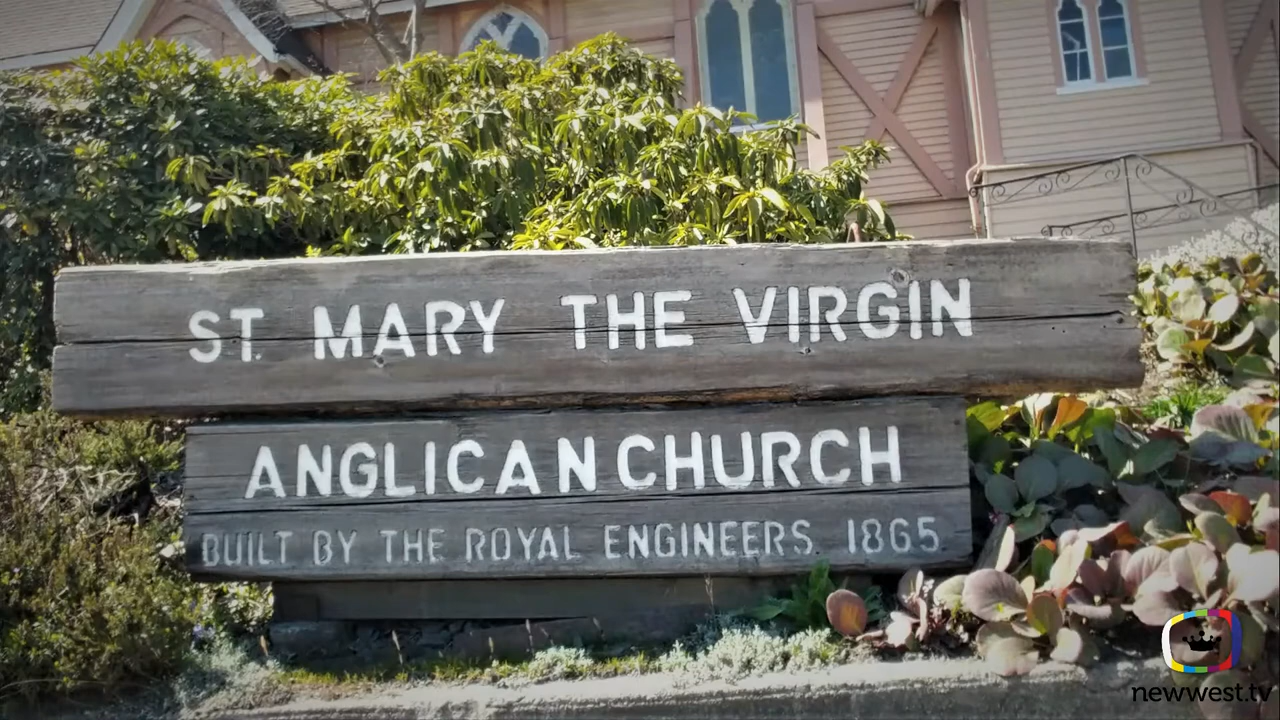 ST. MARY THE VIRGIN
ANGLICAN CHURCH
BUILT BY THE ROYAL ENGINEERS 1865
newwest.tv